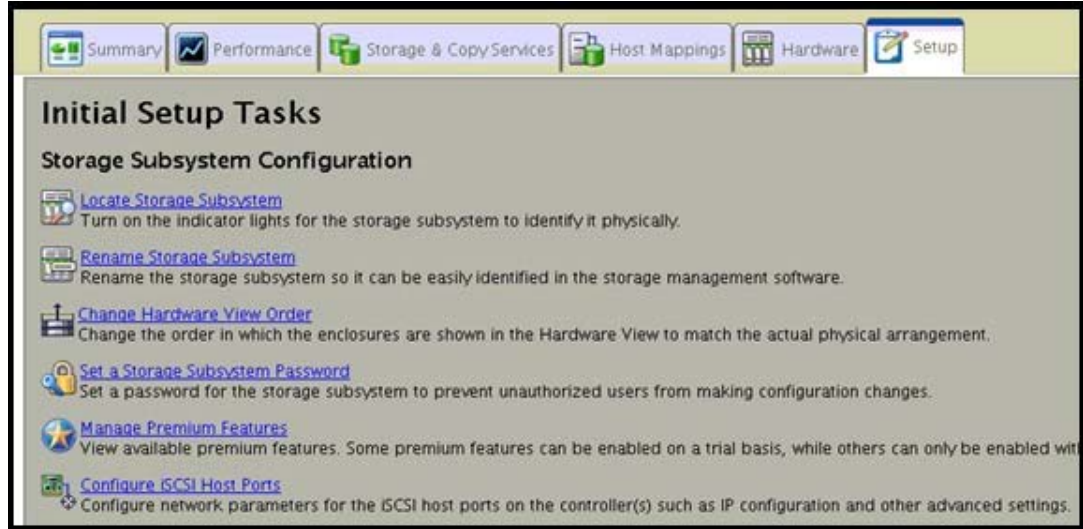 Summary Performance Storage & Copy Services Host Mappings Hardware Setup
Initial Setup Tasks
Storage Subsystem Configuration
Locate Storage Subsystem
Turn on the indicator lights for the storage subsystem to identify it physically.
Rename Storage Subsystem
Rename the storage subsystem so it can be easily identified in the storage management software.
Change Hardware View Order
Change the order in which the enclosures are shown in the Hardware View to match the actual physical arrangement.
Set a Storage Subsystem Password
Set a password for the storage subsystem to prevent unauthorized users from making configuration changes.
Manage Premium Features
View available premium features. Some premium features can be enabled on a trial basis, while others can only be enabled wit
Configure iSCSI Host Ports
Configure network parameters for the iSCSI host ports on the controller(s) such as IP configuration and other advanced settings.